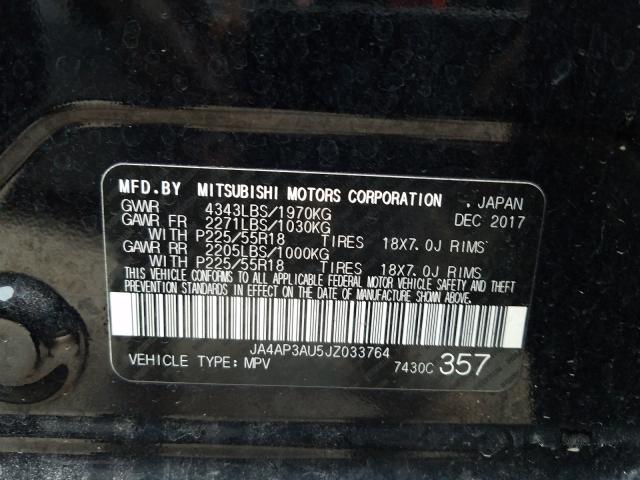 MFD.BY MITSUBISHI MOTORS CORPORATION , JAPAN
GVWR 4343LBS/1970KG DEC 2017
GAWR FR 2271LBS/1030KG
WITH P225/55R18 TIRES 18X7.0J RIMS
GAWR RR 2205LBS/1000KG
WITH P225/55R18 TIRES 18X7.0J RIMS
THIS VEHICLE CONFORMS TO ALL APPLICABLE FEDERAL MOTOR VEHICLE SAFETY AND THEFT
PREVENTION STANDARDS IN EFFECT ON THE DATE OF MANUFACTURE SHOWN ABOVE.
JA4AP3AU5JZ033764
VEHICLE TYPE:MPV 7430C 357